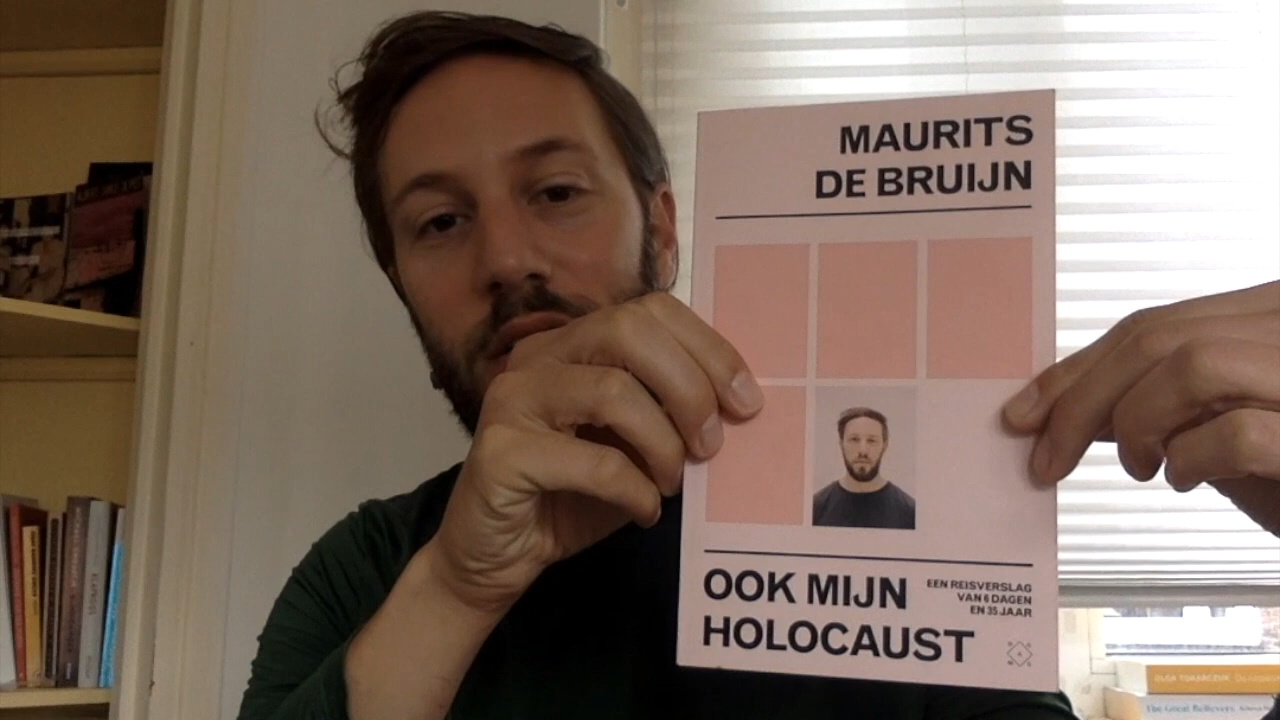 MAURITS
DE BRUIJN
OOK MIJN
HOLOCAUST
EEN REISVERSLAG
VAN 6 DAGEN
EN 35 JAAR
OLGA TOKARCZUK
The Great Believers